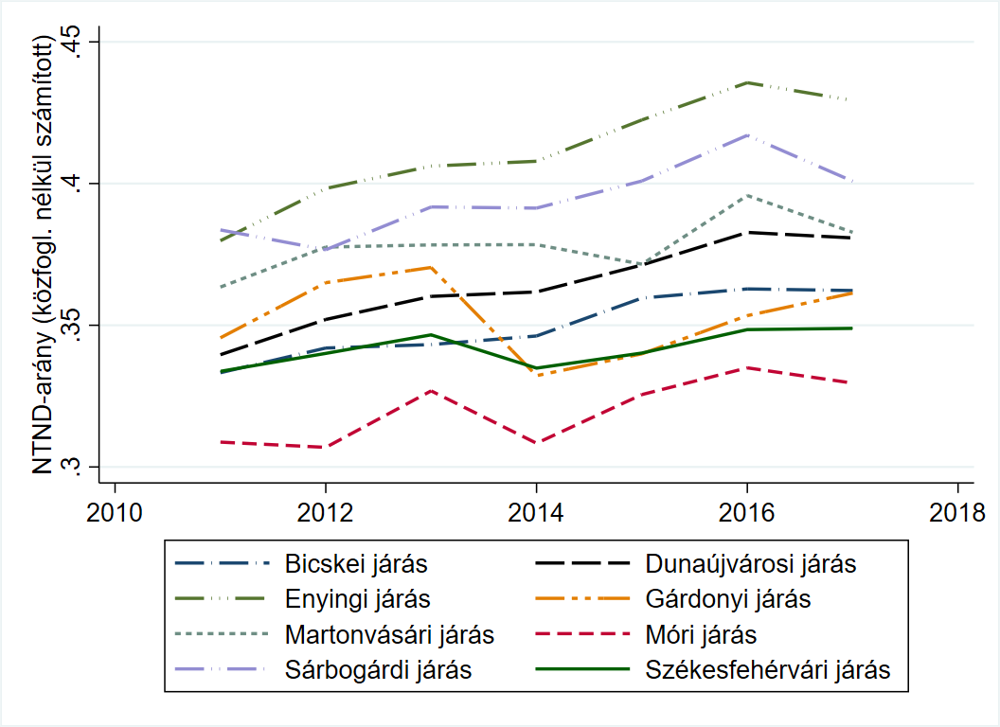 NTND-arány (közfogl. nélkül számított)
.45
.4
.35
.3
2010 2012 2014 2016 2018
Bicskei járás Dunaújvárosi járás
Enyingi járás Gárdonyi járás
Martonvásári járás Móri járás
Sárbogárdi járás Székesfehérvári járás